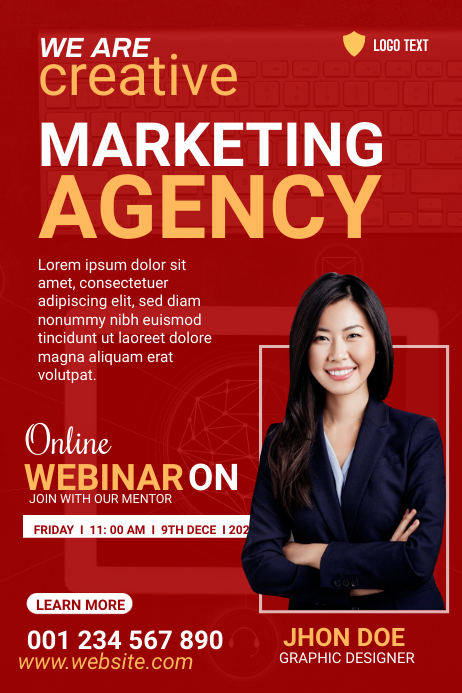 WE ARE
creative
LOGO TEXT
MARKETING
AGENCY
Lorem ipsum dolor sit
amet, consectetuer
adipiscing elit, sed diam
nonummy nibh euismod
tincidunt ut laoreet dolore
magna aliquam erat
volutpat.
Online
WEBINAR ON
JOIN WITH OUR MENTOR
FRIDAY I 11: 00 AM I 9TH DECE I 202
LEARN MORE
001 234 567 890
www.website.com
JHON DOE
GRAPHIC DESIGNER